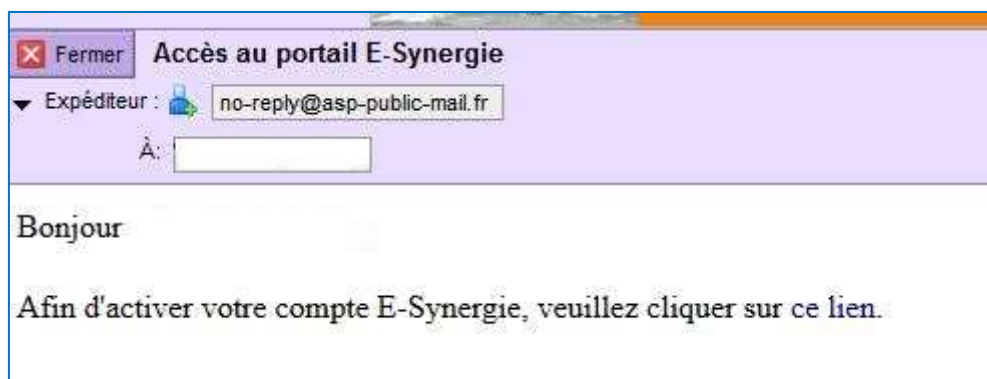 Fermer Accès au portail E-Synergie
Expéditeur : no-reply@asp-public-mail.fr
À:
Bonjour
Afin d'activer votre compte E-Synergie, veuillez cliquer sur ce lien.